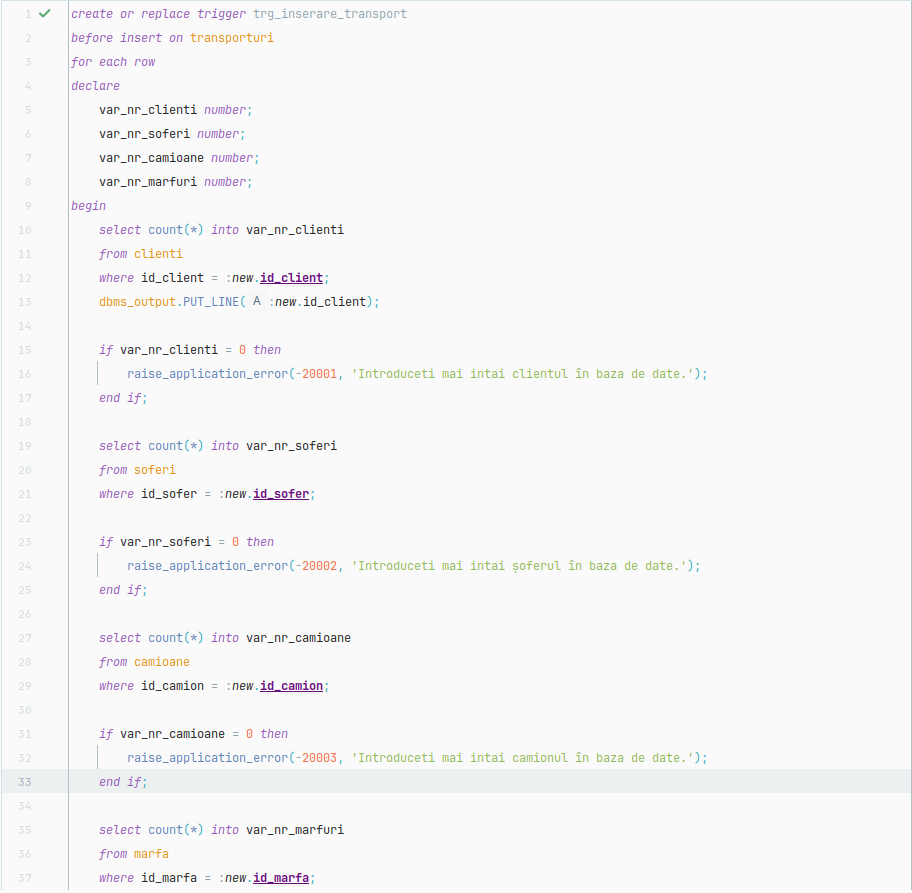 1 create or replace trigger trg_inserare_transport
2 before insert on transporturi
3 for each row
4 declare
5     var_nr_clienti number;
6     var_nr_soferi number;
7     var_nr_camioane number;
8     var_nr_marfuri number;
9 begin
10     select count(*) into var_nr_clienti
11     from clienti
12     where id_client = :new.id_client;
13     dbms_output.PUT_LINE( A :new.id_client);
14
15     if var_nr_clienti = 0 then
16         raise_application_error(-20001, 'Introduceti mai intai clientul în baza de date.');
17     end if;
18
19     select count(*) into var_nr_soferi
20     from soferi
21     where id_sofer = :new.id_sofer;
22
23     if var_nr_soferi = 0 then
24         raise_application_error(-20002, 'Introduceti mai intai șoferul în baza de date.');
25     end if;
26
27     select count(*) into var_nr_camioane
28     from camioane
29     where id_camion = :new.id_camion;
30
31     if var_nr_camioane = 0 then
32         raise_application_error(-20003, 'Introduceti mai intai camionul în baza de date.');
33     end if;
34
35     select count(*) into var_nr_marfuri
36     from marfa
37     where id_marfa = :new.id_marfa;